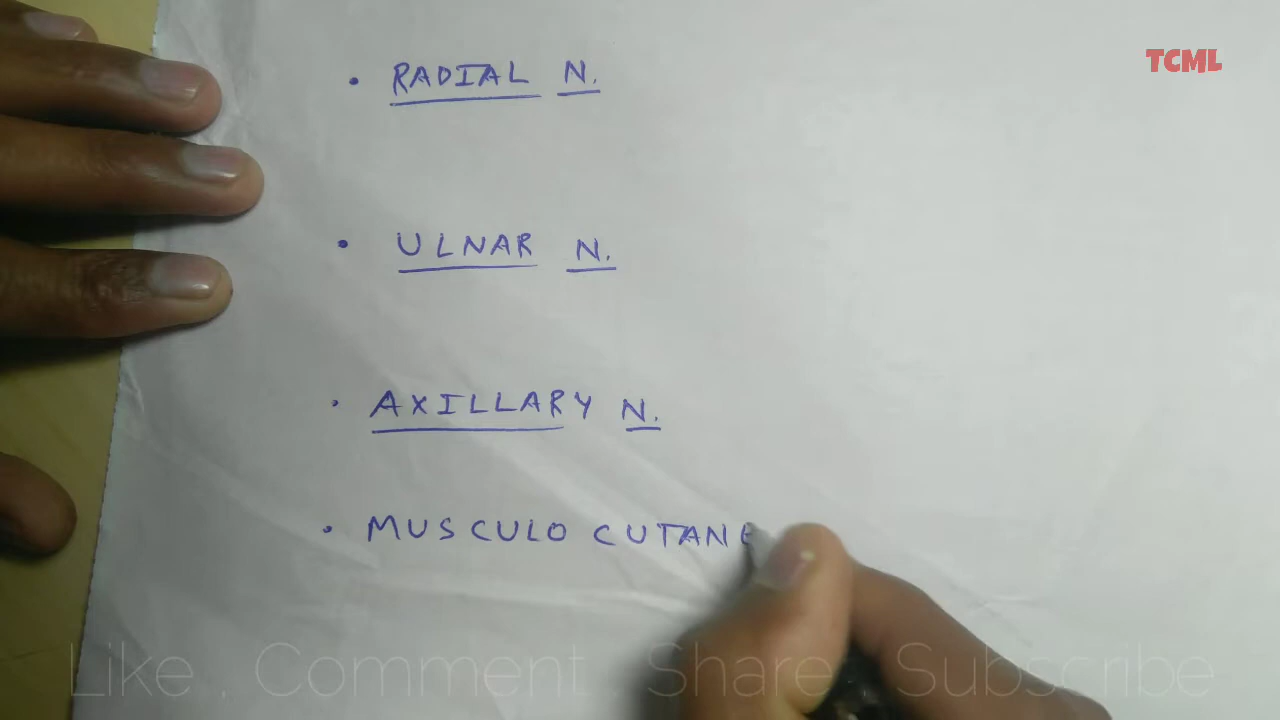 TCML
• RADIAL N.
• ULNAR N.
• AXILLARY N.
• MUSCULO CUTANE
Like , Comment , Share , Subscribe